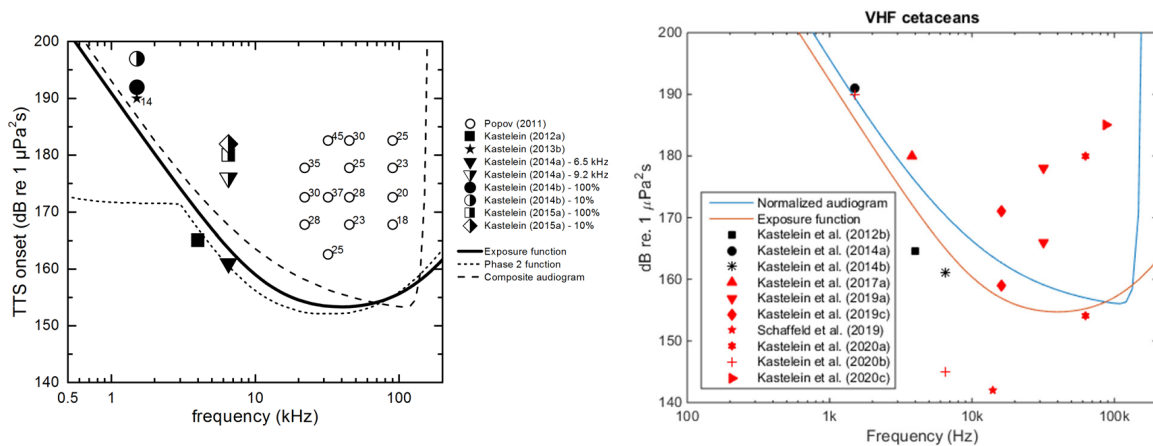 200
190
180
170
160
150
140
TTS onset (dB re 1 µPa²s)
14
45 30 25
35 25 23
30 37 28 20
28 23 18
25
0.5 1 10 100
frequency (kHz)
Popov (2011)
Kastelein (2012a)
Kastelein (2013b)
Kastelein (2014a) - 6.5 kHz
Kastelein (2014a) - 9.2 kHz
Kastelein (2014b) - 100%
Kastelein (2014b) - 10%
Kastelein (2015a) - 100%
Kastelein (2015a) - 10%
Exposure function
Phase 2 function
Composite audiogram
VHF cetaceans
200
190
180
170
160
150
140
dB re. 1 µPa²s
Normalized audiogram
Exposure function
Kastelein et al. (2012b)
Kastelein et al. (2014a)
Kastelein et al. (2014b)
Kastelein et al. (2017a)
Kastelein et al. (2019a)
Kastelein et al. (2019c)
Schaffeld et al. (2019)
Kastelein et al. (2020a)
Kastelein et al. (2020b)
Kastelein et al. (2020c)
100 1k 10k 100k
Frequency (Hz)